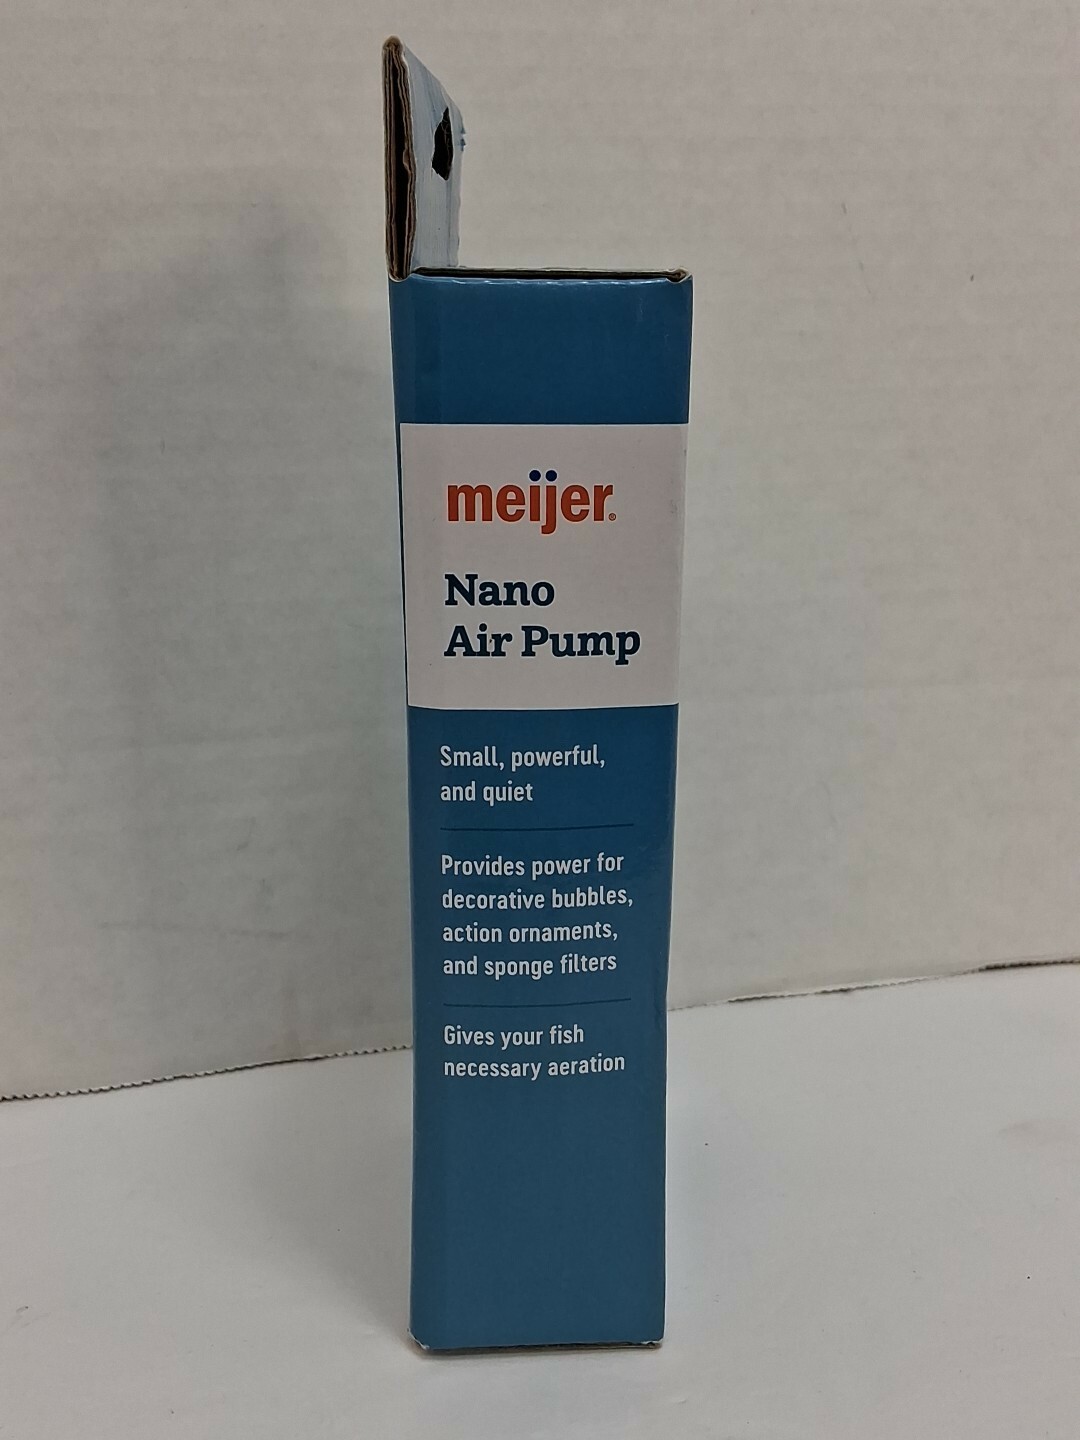 meijer®
Nano
Air Pump
Small, powerful,
and quiet
Provides power for
decorative bubbles,
action ornaments,
and sponge filters
Gives your fish
necessary aeration